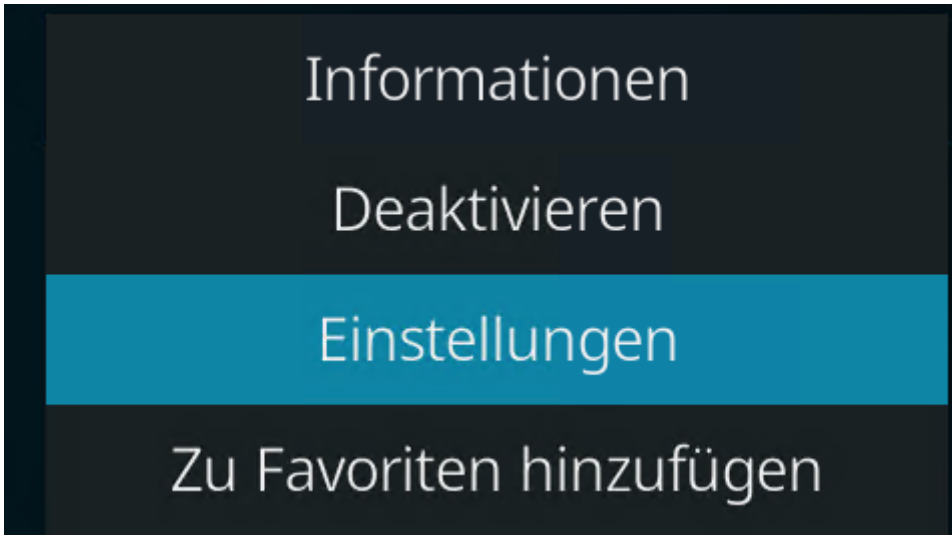 Informationen
Deaktivieren
Einstellungen
Zu Favoriten hinzufügen